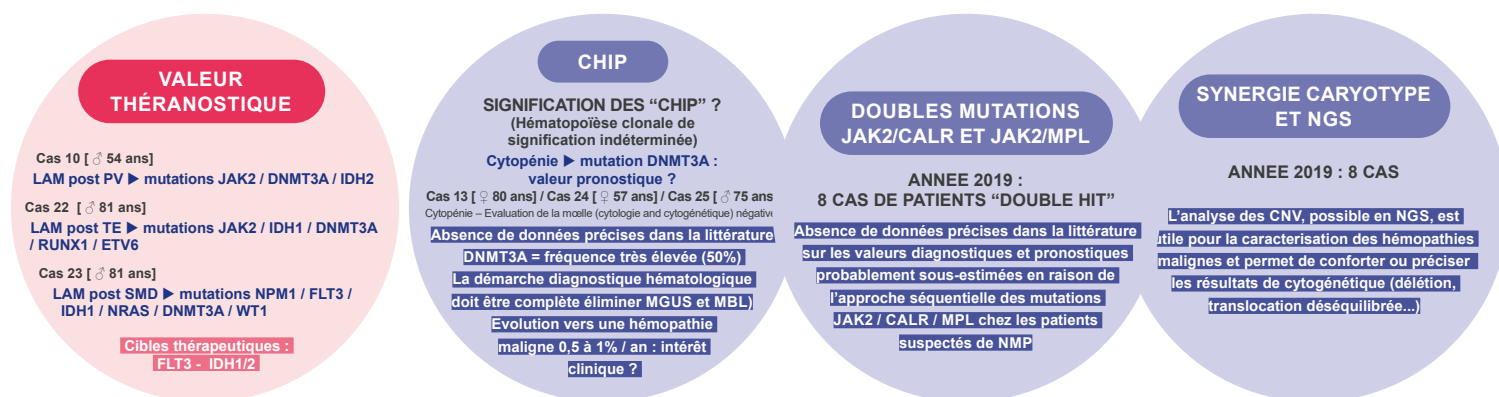 VALEUR
THÉRANOSTIQUE
Cas 10 [ ♂ 54 ans]
LAM post PV ▶ mutations JAK2 / DNMT3A / IDH2
Cas 22 [ ♂ 81 ans]
LAM post TE ▶ mutations JAK2 / IDH1 / DNMT3A
/ RUNX1 / ETV6
Cas 23 [ ♂ 81 ans]
LAM post SMD ▶ mutations NPM1 / FLT3 /
IDH1 / NRAS / DNMT3A / WT1
Cibles thérapeutiques :
FLT3 - IDH1/2
CHIP
SIGNIFICATION DES “CHIP” ?
(Hématopoïèse clonale de
signification indéterminée)
Cytopénie ▶ mutation DNMT3A :
valeur pronostique ?
Cas 13 [ ♀ 80 ans] / Cas 24 [ ♀ 57 ans] / Cas 25 [ ♂ 75 ans
Cytopénie – Evaluation de la mœlle (cytologie and cytogénétique) négative
Absence de données précises dans la littérature
DNMT3A = fréquence très élevée (50%)
La démarche diagnostic hématologique
doit être complète éliminer MGUS et MBL)
Evolution vers une hémopathie
maligne 0,5 à 1% / an : intérêt
clinique ?
DOUBLES MUTATIONS
JAK2/CALR ET JAK2/MPL
ANNEE 2019 :
8 CAS DE PATIENTS “DOUBLE HIT”
Absence de données précises dans la littérature
sur les valeurs diagnostiques et pronostiques
probablement sous-estimées en raison de
l’approche séquentielle des mutations
JAK2 / CALR / MPL chez les patients
suspectés de NMP
SYNERGIE CARYOTYPE
ET NGS
ANNEE 2019 : 8 CAS
L’analyse des CNV, possible en NGS, est
utile pour la caracterisation des hémopathies
malignes et permet de conforter ou préciser
les résultats de cytogénétique (délétion,
translocation déséquilibrée...)